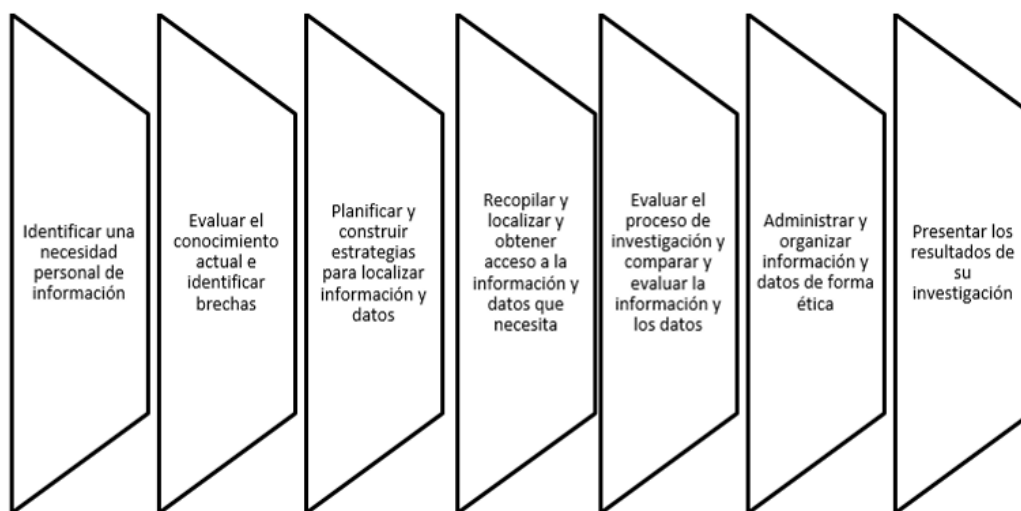 Identificar una
necesidad
personal de
información
Evaluar el
conocimiento
actual e
identificar
brechas
Planificar y
construir
estrategias
para localizar
información y
datos
Recopilar y
localizar y
obtener
acceso a la
información y
datos que
necesita
Evaluar el
proceso de
investigación y
comparar y
evaluar la
información y
los datos
Administrar y
organizar
información y
datos de forma
ética
Presentar los
resultados de
su
investigación